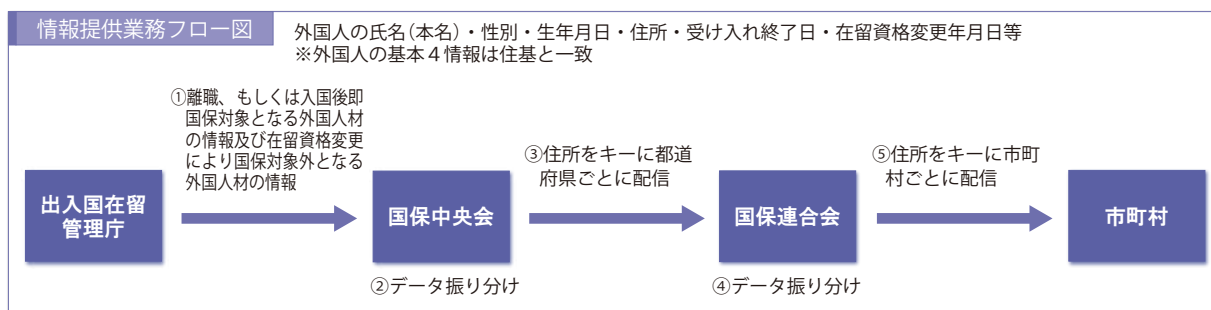 情報提供業務フロー図
外国人の氏名(本名)・性別・生年月日・住所・受け入れ終了日・在留資格変更年月日等
※外国人の基本４情報は住基と一致
①離職、もしくは入国後即
国保対象となる外国人材
の情報及び在留資格変更
により国保対象外となる
外国人材の情報
③住所をキーに都道
府県ごとに配信
⑤住所をキーに市町
村ごとに配信
出入国在留
管理庁
国保中央会
国保連合会
市町村
②データ振り分け
④データ振り分け